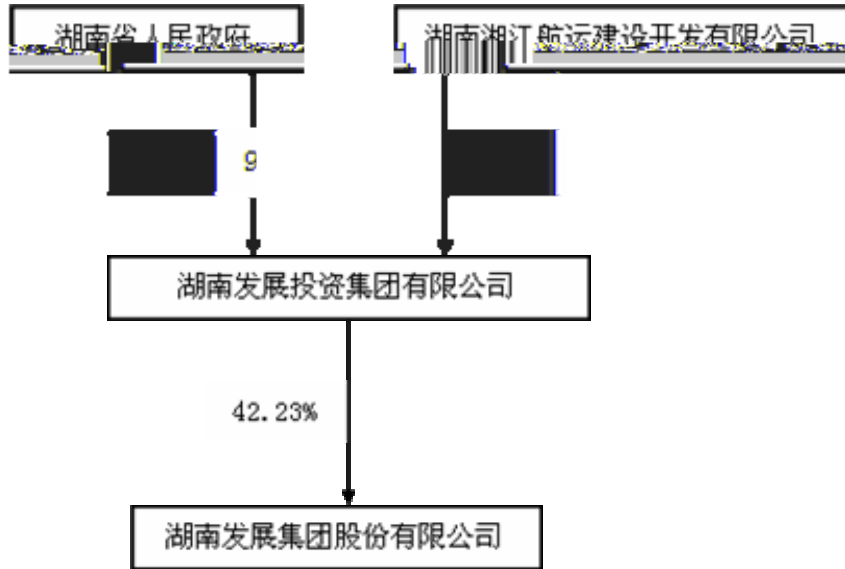 湖南省人民政府
湖南湘江航运建设开发有限公司
9
湖南发展投资集团有限公司
42.23%
湖南发展集团股份有限公司